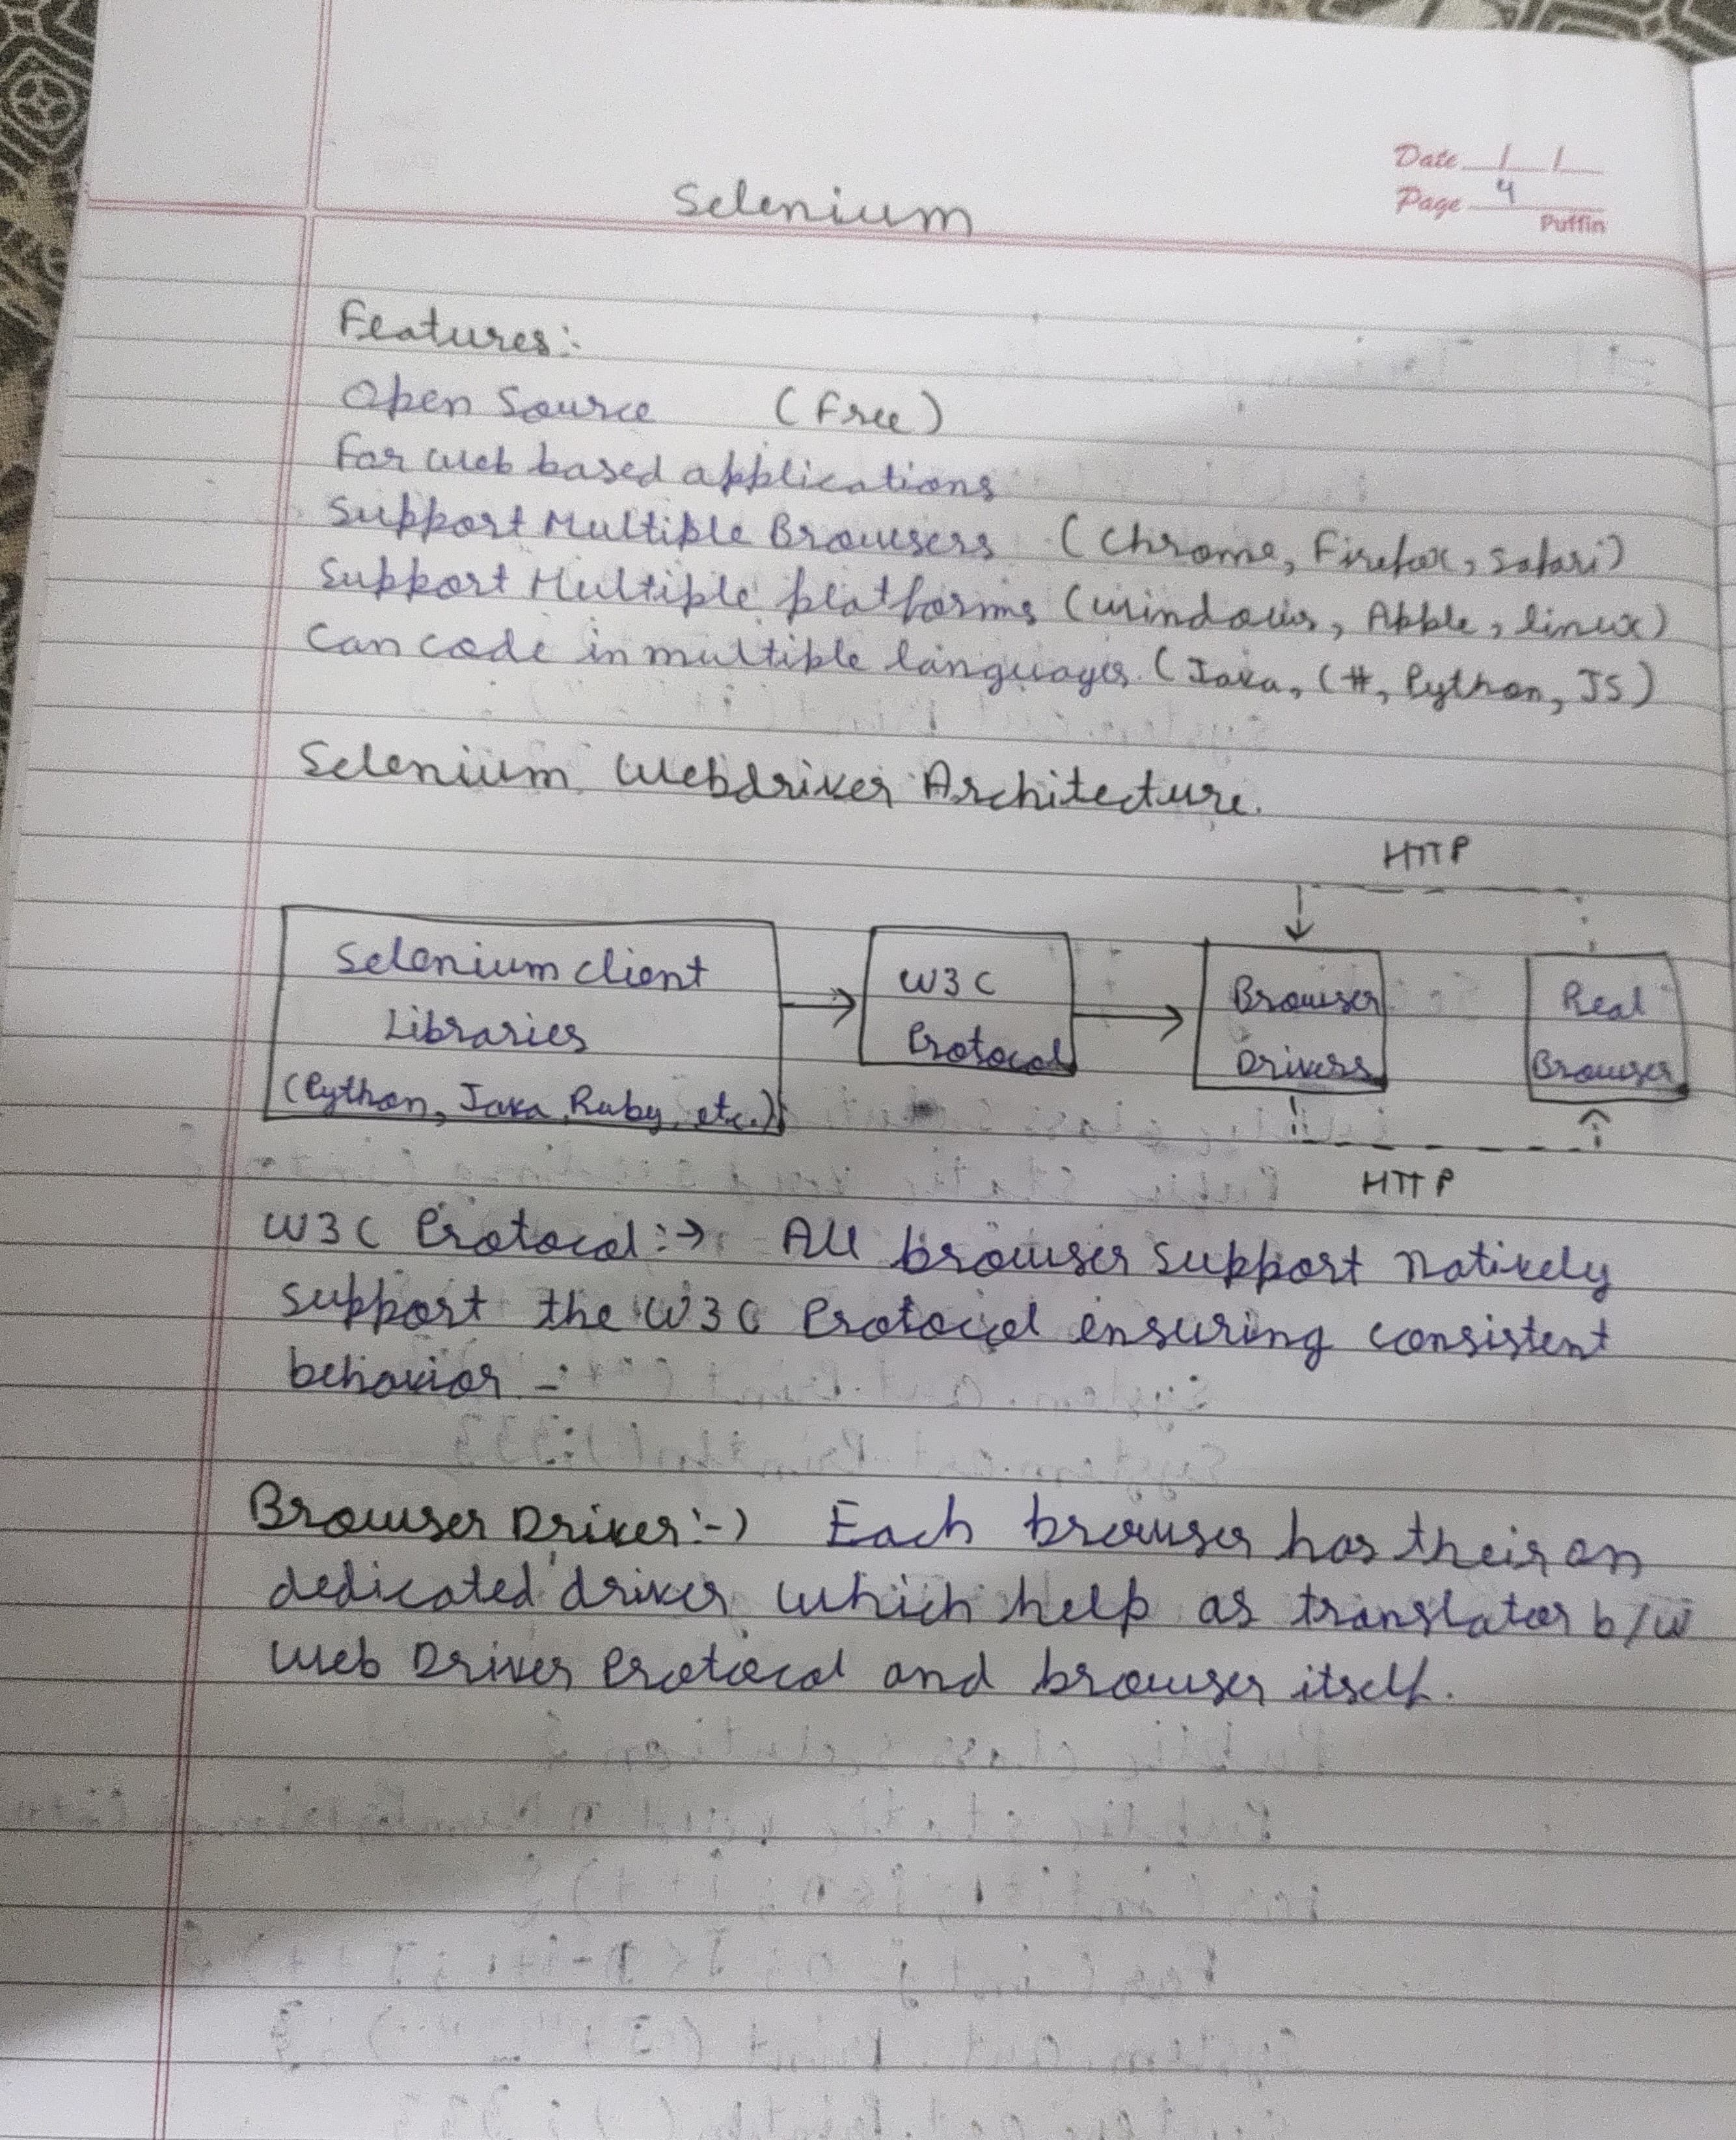 Date / /
Page 4
Puffin
Selenium
Features:-
Open Source (Free)
For web based applications
Support Multiple Browsers (Chrome, Firefox, Safari)
Support Multiple platforms (windows, Apple, linux)
Can code in multiple languages. (Java, C#, Python, JS)
Selenium Webdriver Architecture.
HTTP
Selenium client
Libraries
(Python, Java, Ruby, etc.)
W3C
Protocol
Browser
Drivers
Real
Browser
HTTP
W3C Protocol:→ All browser support natively
support the W3C Protocol ensuring consistent
behavior -
Browser Driver:-) Each browser has their on
dedicated driver which help as translator b/w
Web Driver Protocol and browser itself.